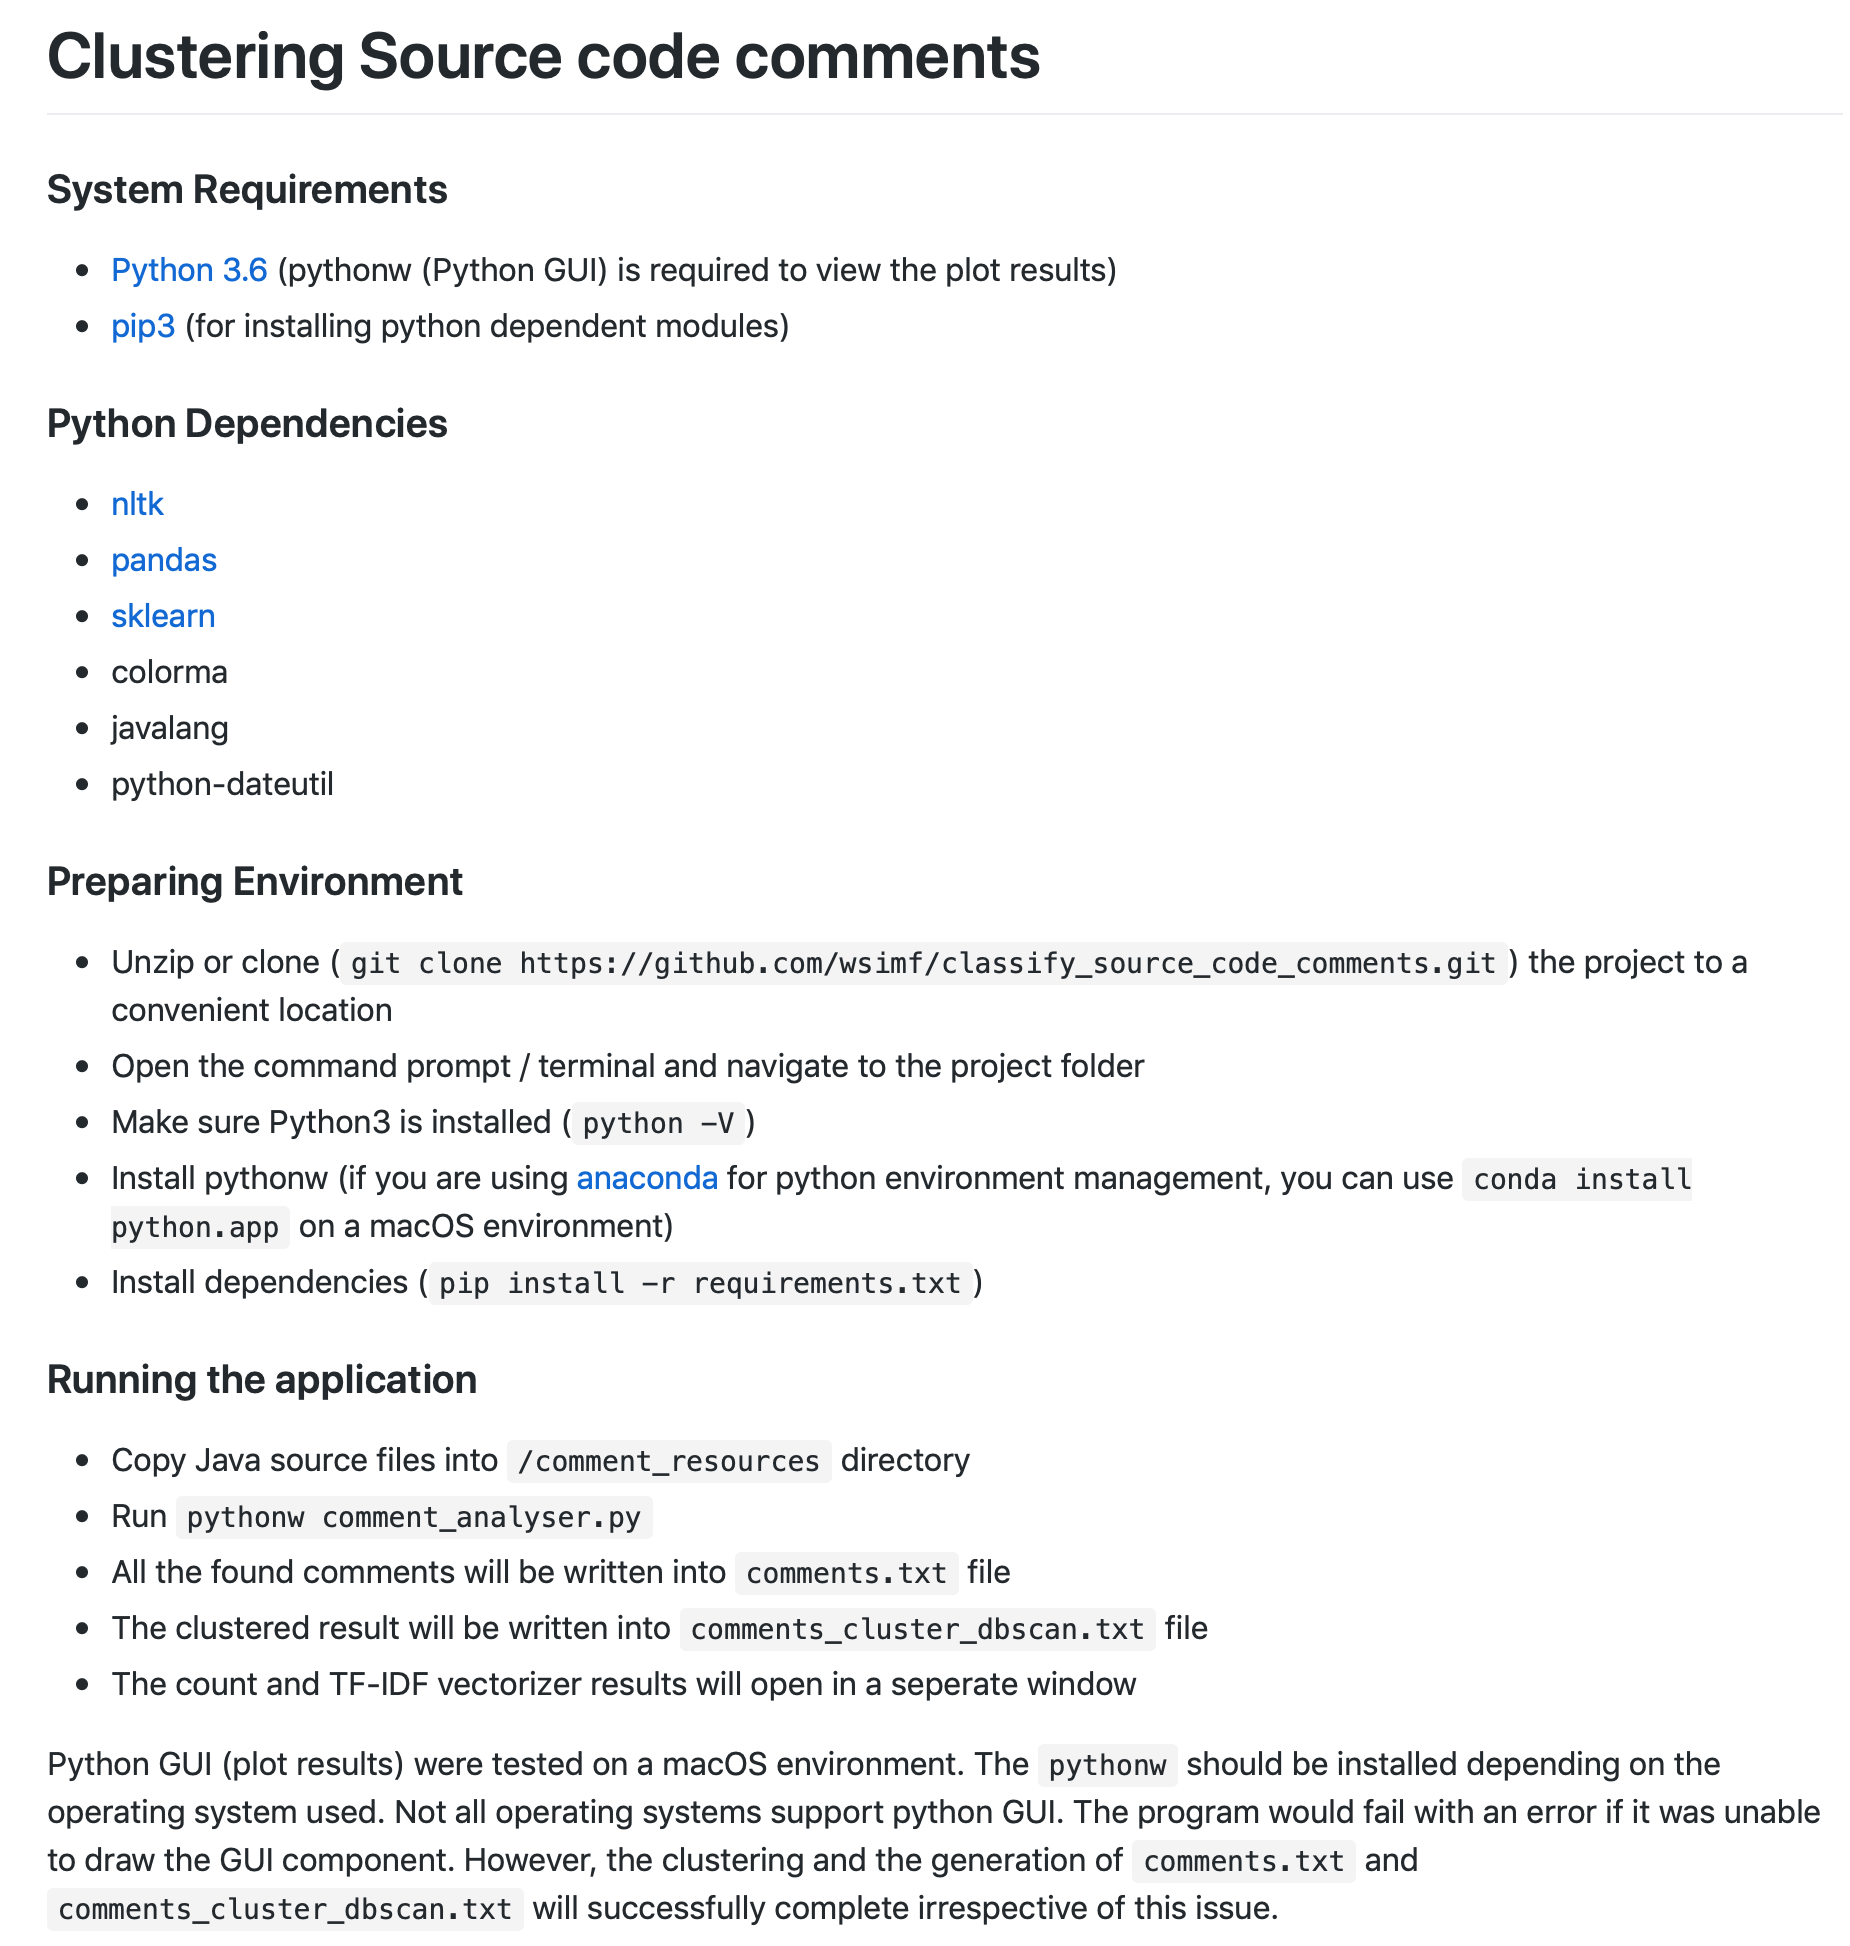 Clustering Source code comments
System Requirements
Python 3.6 (pythonw (Python GUI) is required to view the plot results)
pip3 (for installing python dependent modules)
Python Dependencies
nltk
pandas
sklearn
colorma
javalang
python-dateutil
Preparing Environment
Unzip or clone ( git clone https://github.com/wsimf/classify_source_code_comments.git ) the project to a
convenient location
Open the command prompt / terminal and navigate to the project folder
Make sure Python3 is installed ( python -V )
Install pythonw (if you are using anaconda for python environment management, you can use conda install
python.app on a macOS environment)
Install dependencies ( pip install -r requirements.txt )
Running the application
Copy Java source files into /comment_resources directory
Run pythonw comment_analyser.py
All the found comments will be written into comments.txt file
The clustered result will be written into comments_cluster_dbscan.txt file
The count and TF-IDF vectorizer results will open in a seperate window
Python GUI (plot results) were tested on a macOS environment. The pythonw should be installed depending on the
operating system used. Not all operating systems support python GUI. The program would fail with an error if it was unable
to draw the GUI component. However, the clustering and the generation of comments.txt and
comments_cluster_dbscan.txt will successfully complete irrespective of this issue.